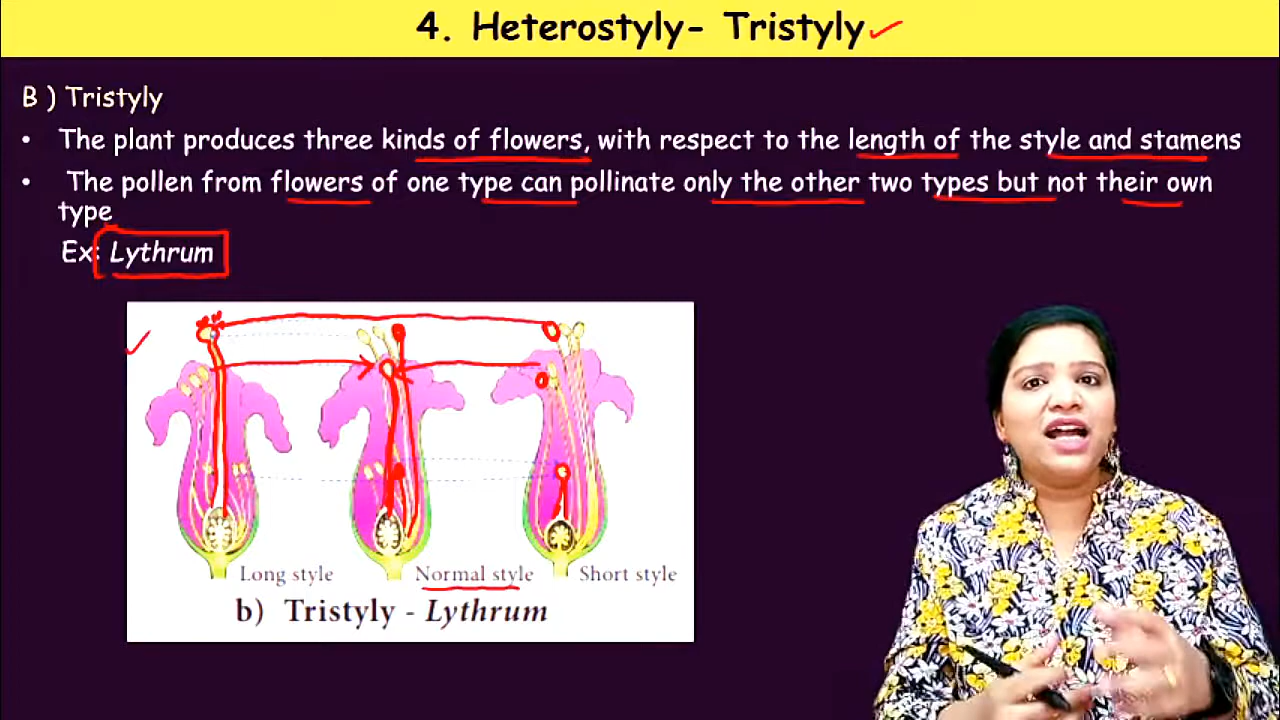 4. Heterostyly- Tristyly
B ) Tristyly
• The plant produces three kinds of flowers, with respect to the length of the style and stamens
• The pollen from flowers of one type can pollinate only the other two types but not their own
type
Ex: Lythrum
Long style Normal style Short style
b) Tristyly - Lythrum